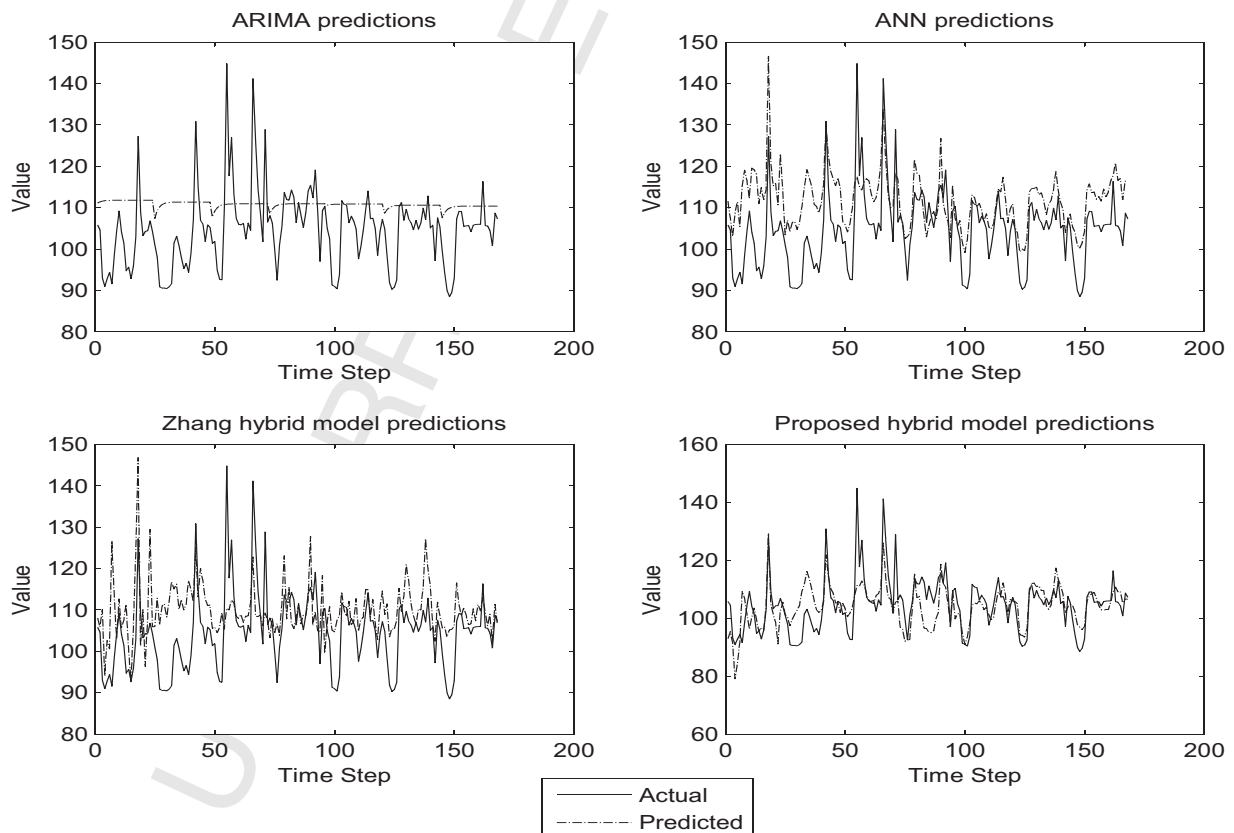 ARIMA predictions
150
140
130
120
110
100
90
80
Value
0 50 100 150 200
Time Step
ANN predictions
150
140
130
120
110
100
90
80
Value
0 50 100 150 200
Time Step
Zhang hybrid model predictions
150
140
130
120
110
100
90
80
Value
0 50 100 150 200
Time Step
Proposed hybrid model predictions
160
140
120
100
80
60
Value
0 50 100 150 200
Time Step
Actual
Predicted